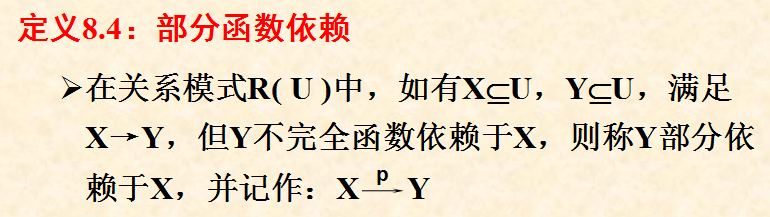 定义8.4：部分函数依赖
➢在关系模式R( U )中，如有X⊆U，Y⊆U，满足
X→Y，但Y不完全函数依赖于X，则称Y部分依
赖于X，并记作：X—p→Y